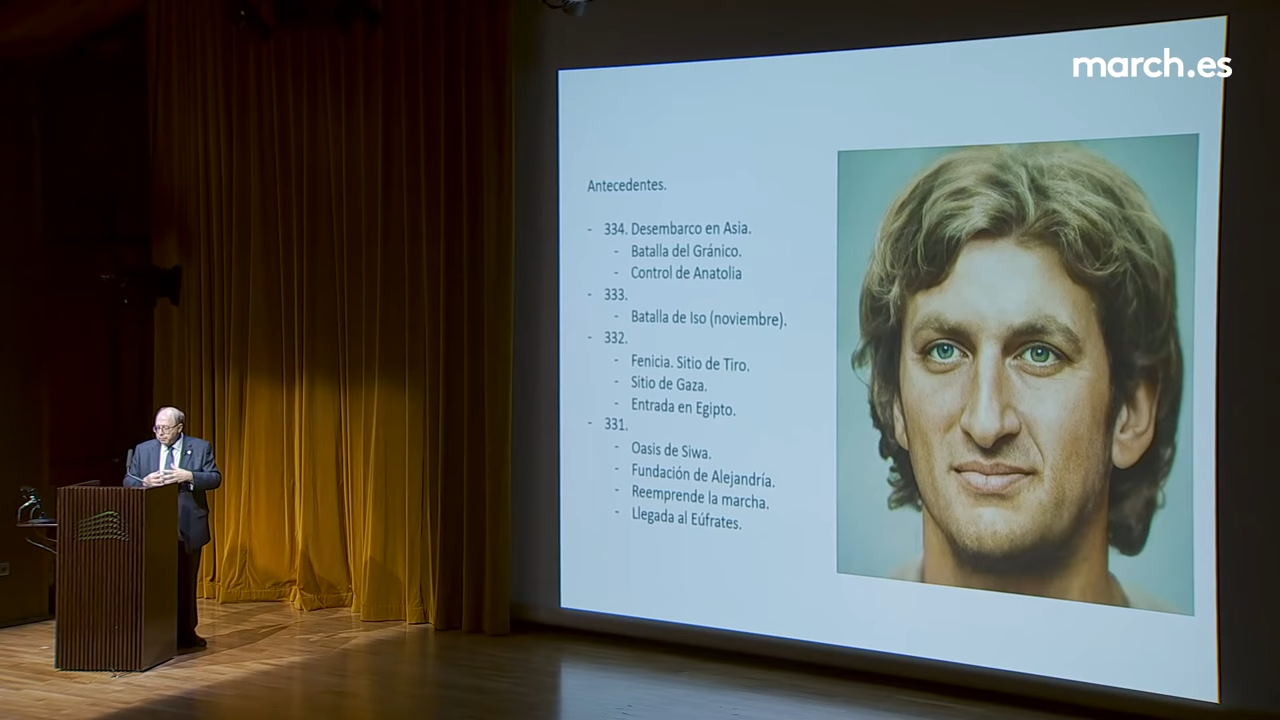 march.es
Antecedentes.
- 334. Desembarco en Asia.
- Batalla del Gránico.
- Control de Anatolia
- 333.
- Batalla de Iso (noviembre).
- 332.
- Fenicia. Sitio de Tiro.
- Sitio de Gaza.
- Entrada en Egipto.
- 331.
- Oasis de Siwa.
- Fundación de Alejandría.
- Reemprende la marcha.
- Llegada al Eúfrates.